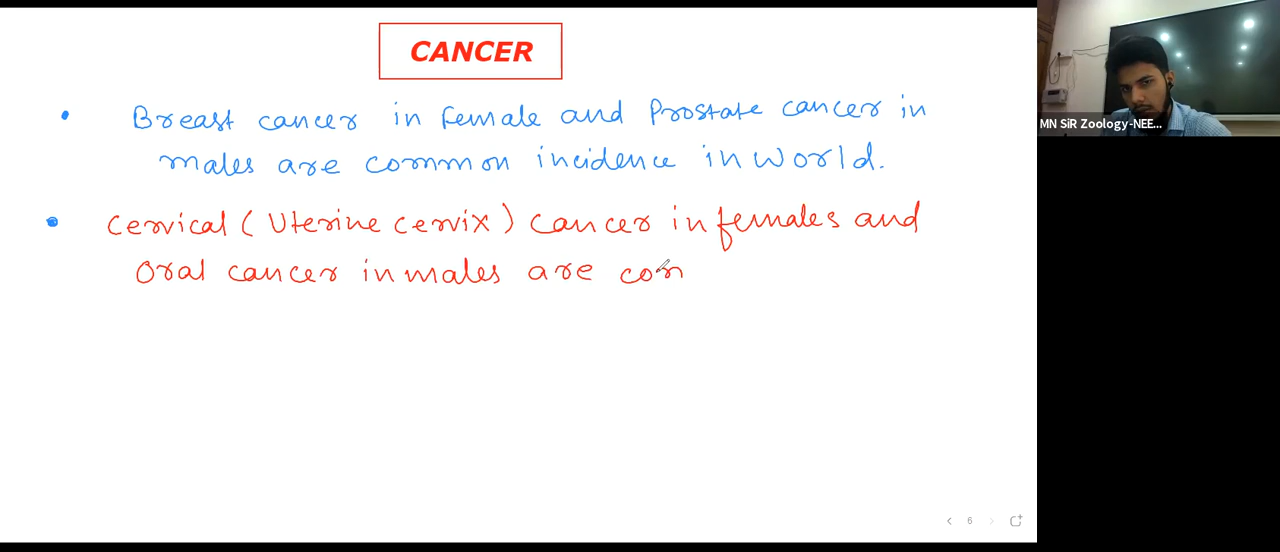 CANCER
• Breast cancer in Female and Prostate cancer in
males are common incidence in world.
• Cervical (Uterine cervix) cancer in females and
Oral cancer in males are com
MN SiR Zoology-NEE...
6